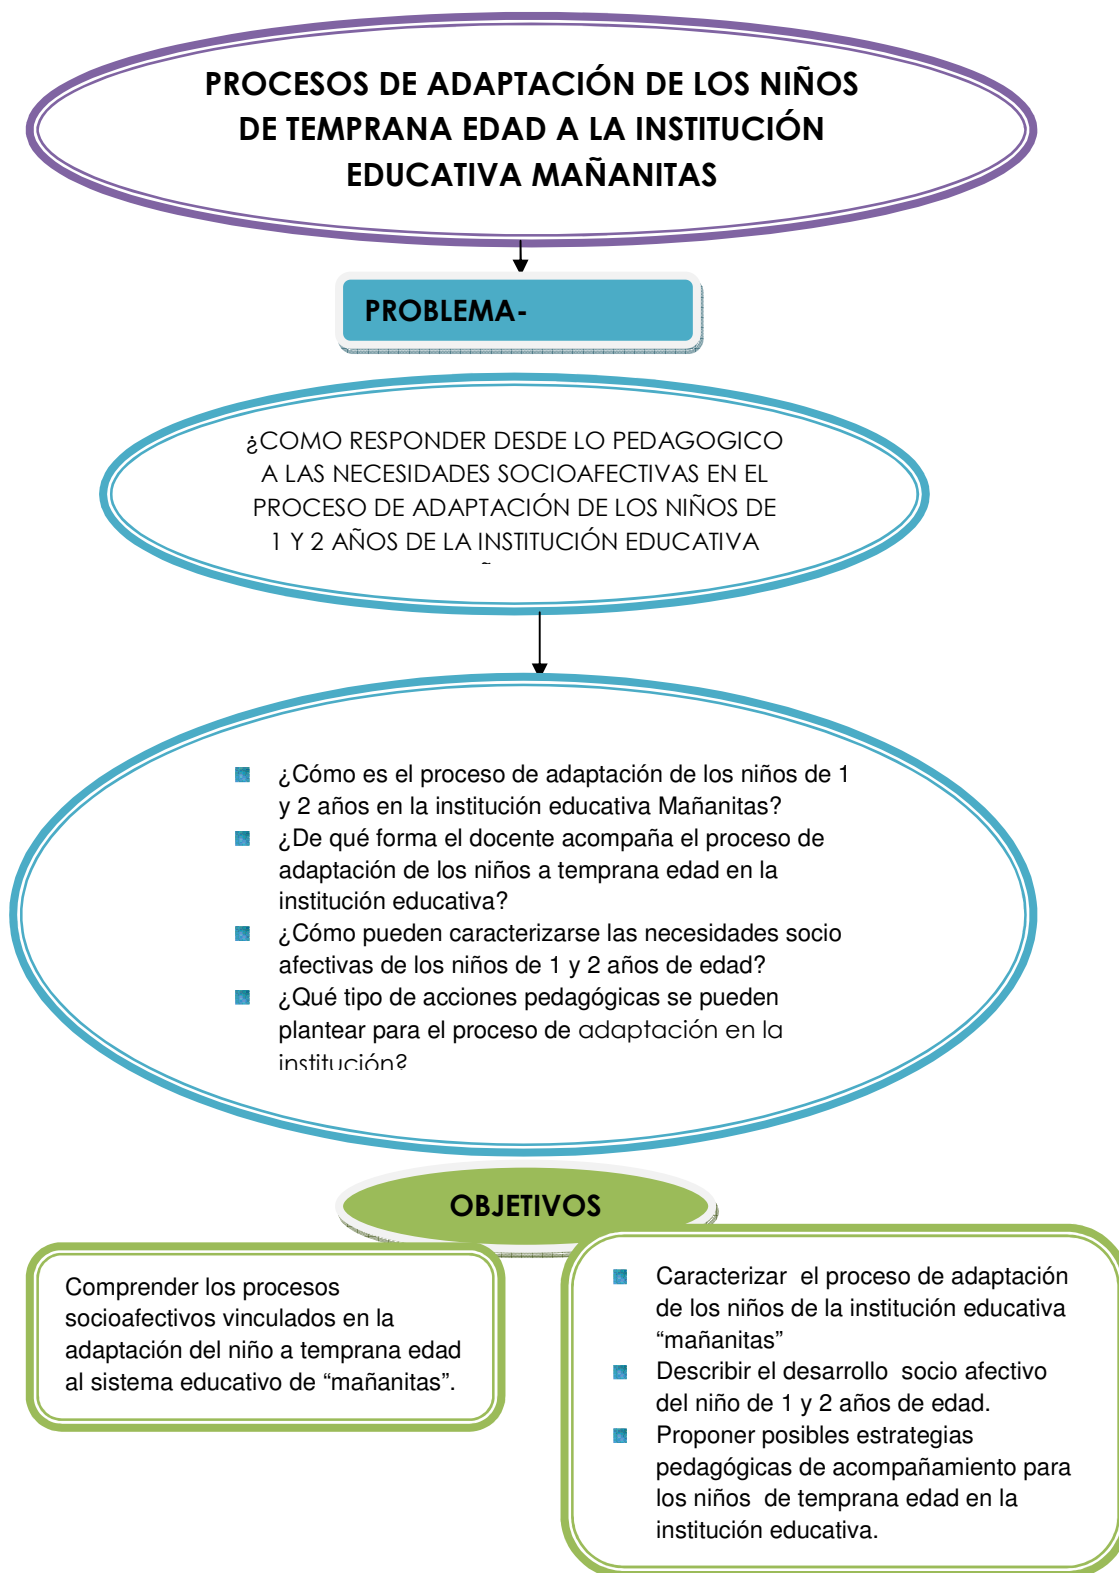 PROCESOS DE ADAPTACIÓN DE LOS NIÑOS
DE TEMPRANA EDAD A LA INSTITUCIÓN
EDUCATIVA MAÑANITAS
PROBLEMA-
¿COMO RESPONDER DESDE LO PEDAGOGICO
A LAS NECESIDADES SOCIOAFECTIVAS EN EL
PROCESO DE ADAPTACIÓN DE LOS NIÑOS DE
1 Y 2 AÑOS DE LA INSTITUCIÓN EDUCATIVA
¿Cómo es el proceso de adaptación de los niños de 1
y 2 años en la institución educativa Mañanitas?
¿De qué forma el docente acompaña el proceso de
adaptación de los niños a temprana edad en la
institución educativa?
¿Cómo pueden caracterizarse las necesidades socio
afectivas de los niños de 1 y 2 años de edad?
¿Qué tipo de acciones pedagógicas se pueden
plantear para el proceso de adaptación en la
institución?
OBJETIVOS
Comprender los procesos
socioafectivos vinculados en la
adaptación del niño a temprana edad
al sistema educativo de “mañanitas”.
Caracterizar el proceso de adaptación
de los niños de la institución educativa
“mañanitas”
Describir el desarrollo socio afectivo
del niño de 1 y 2 años de edad.
Proponer posibles estrategias
pedagógicas de acompañamiento para
los niños de temprana edad en la
institución educativa.